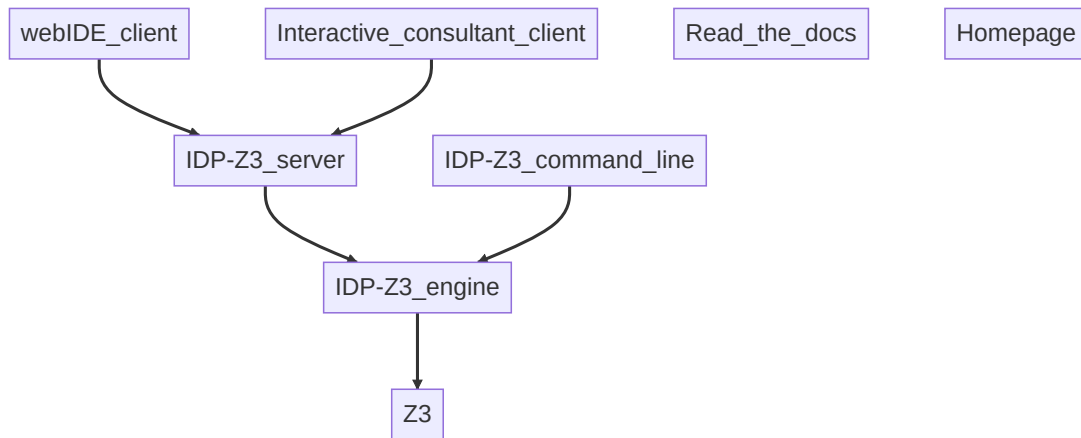 webIDE_client
Interactive_consultant_client
Read_the_docs
Homepage
IDP-Z3_server
IDP-Z3_command_line
IDP-Z3_engine
Z3